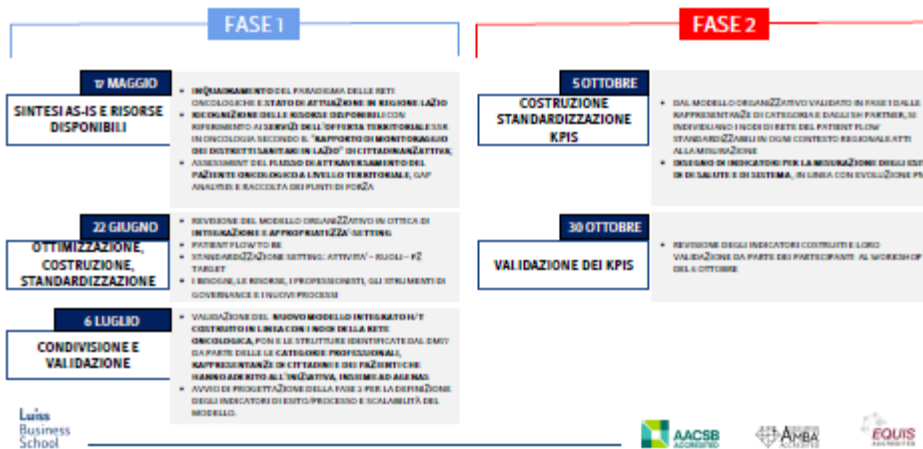 FASE 1
17 MAGGIO
SINTESI AS-IS E RISORSE
DISPONIBILI
• INQUADRAMENTO DEL PARADIGMA DELLE RETI
ONCOLOGICHE E STATO DI ATTUAZIONE IN REGIONE LAZIO
• RICOGNIZIONE DELLE RISORSE DISPONIBILI CON
RIFERIMENTO AI SERVIZI DELL'OFFERTA TERRITORIALE SSR
IN ONCOLOGIA SECONDO IL "RAPPORTO DI MONITORAGGIO
DEI DISTRETTI SANITARI IN LAZIO" DI CITTADINANZATTIVA;
• ASSESSMENT DEL FLUSSO DI ATTRAVERSAMENTO DEL
PAZIENTE ONCOLOGICO A LIVELLO TERRITORIALE, GAP
ANALYSIS E RACCOLTA DEI PUNTI DI FORZA
22 GIUGNO
OTTIMIZZAZIONE,
COSTRUZIONE,
STANDARDIZZAZIONE
• REVISIONE DEL MODELLO ORGANIZZATIVO IN OTTICA DI
INTEGRAZIONE E APPROPRIATEZZA'-SETTING
• PATIENT FLOW TO BE
• STANDARDIZZAZIONE SETTING: ATTIVITA' – RUOLI – PZ
TARGET
• I BISOGNI, LE RISORSE, I PROFESSIONISTI, GLI STRUMENTI DI
GOVERNANCE E I NUOVI PROCESSI
6 LUGLIO
CONDIVISIONE E
VALIDAZIONE
• VALIDAZIONE DEL NUOVO MODELLO INTEGRATO H/T
COSTRUITO IN LINEA CON I NODI DELLA RETE
ONCOLOGICA, PON E LE STRUTTURE IDENTIFICATE DAL DM77
DA PARTE DELLE LE CATEGORIE PROFESSIONALI,
RAPPRESENTANZE DI CITTADINI E DEI PAZIENTI CHE
HANNO ADERITO ALL'INIZIATIVA, INSIEME AD AGENAS
• AVVIO DI PROGETTAZIONE DELLA FASE 2 PER LA DEFINIZIONE
DEGLI INDICATORI DI ESITO/PROCESSO E SCALABILITÀ DEL
MODELLO.
FASE 2
5 OTTOBRE
COSTRUZIONE
STANDARDIZZAZIONE
KPIS
• DAL MODELLO ORGANIZZATIVO VALIDATO IN FASE 1 DALLE
RAPPRESENTANZE DI CATEGORIA E DAGLI SH PARTNER, SI
INDIVIDUANO I NODI DI RETE DEL PATIENT FLOW
STANDARDIZZABILI IN OGNI CONTESTO REGIONALE ATTI
ALLA MISURAZIONE
• DISEGNO DI INDICATORI PER LA MISURAZIONE DEGLI ESITI
DI DI SALUTE E DI SISTEMA, IN LINEA CON EVOLUZIONE
30 OTTOBRE
VALIDAZIONE DEI KPIS
• REVISIONE DEGLI INDICATORI COSTRUITI E LORO
VALIDAZIONE DA PARTE DEI PARTECIPANTI AL WORKSHOP
DEL 6 OTTOBRE
Luiss
Business
School
AACSB
ACCREDITED
AMBA
ACCREDITED
EQUIS
ACCREDITED